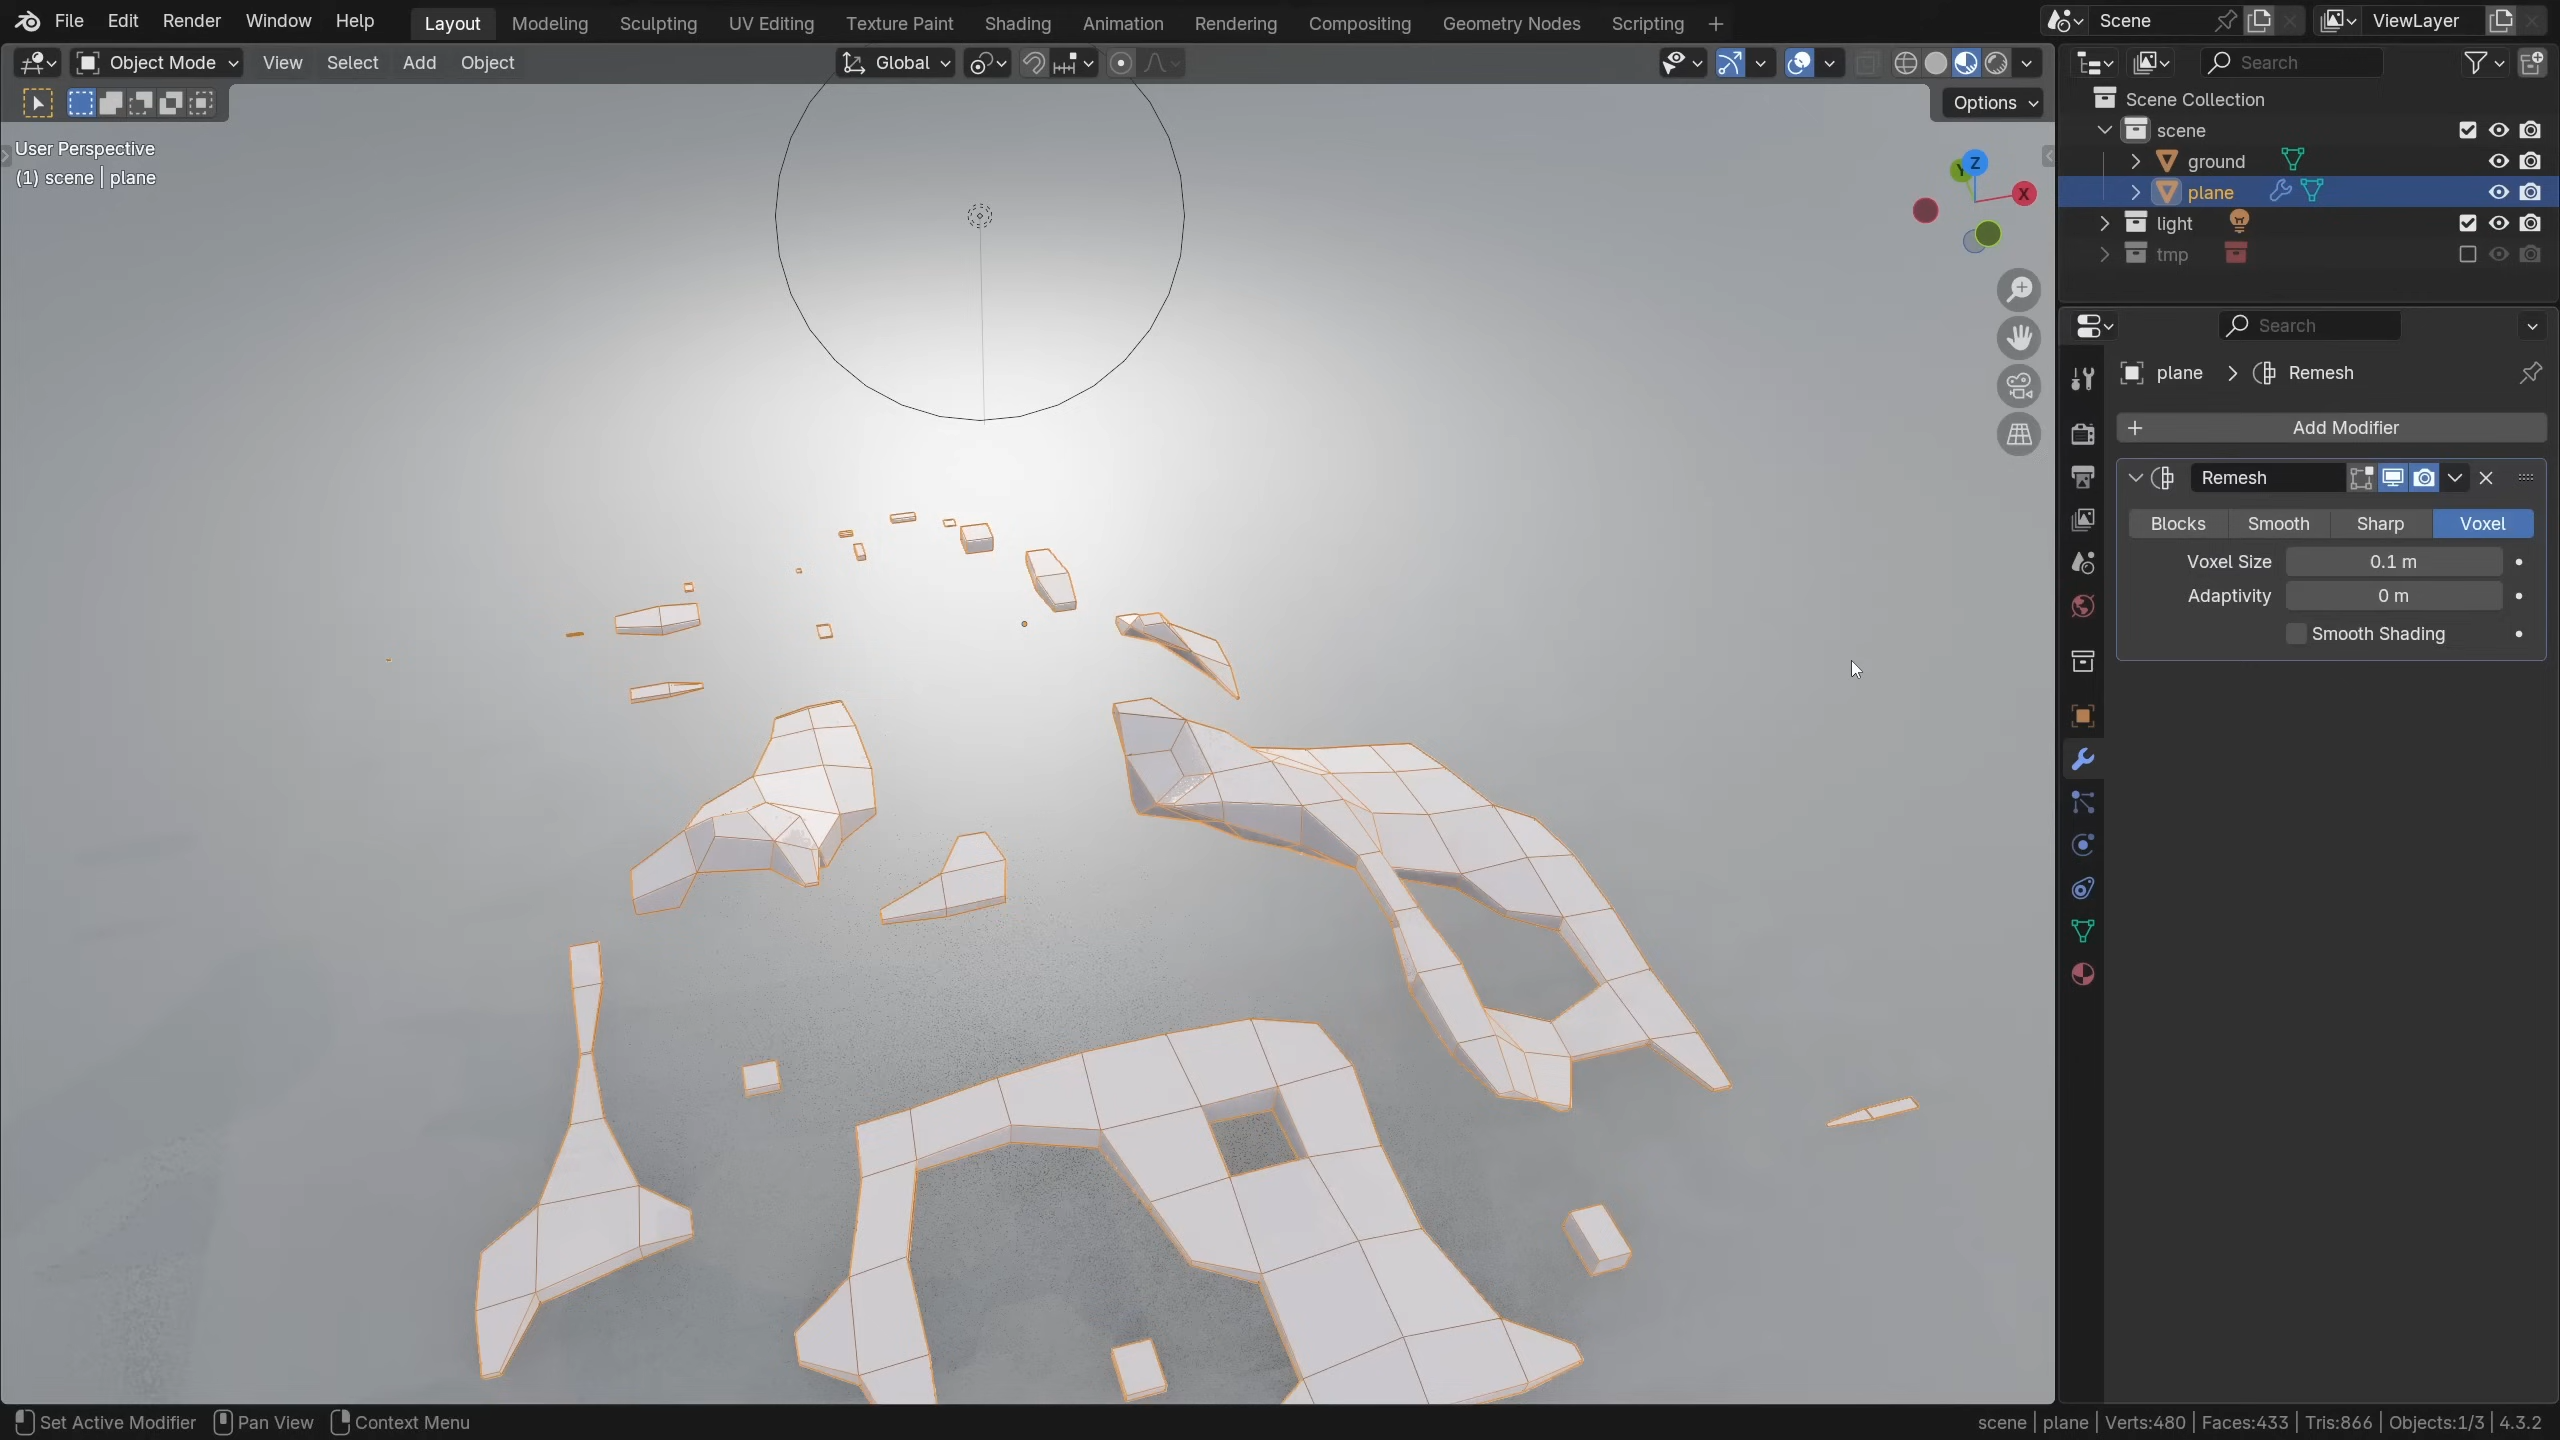 File Edit Render Window Help Layout Modeling Sculpting UV Editing Texture Paint Shading Animation Rendering Compositing Geometry Nodes Scripting Scene ViewLayer
Object Mode View Select Add Object Global Search
Options
User Perspective
(1) scene | plane
Z
Y
X
Scene Collection
scene
ground
plane
light
tmp
Search
plane Remesh
Add Modifier
Remesh
Blocks Smooth Sharp Voxel
Voxel Size 0.1 m
Adaptivity 0 m
Smooth Shading
Set Active Modifier Pan View Context Menu scene | plane | Verts:480 | Faces:433 | Tris:866 | Objects:1/3 | 4.3.2